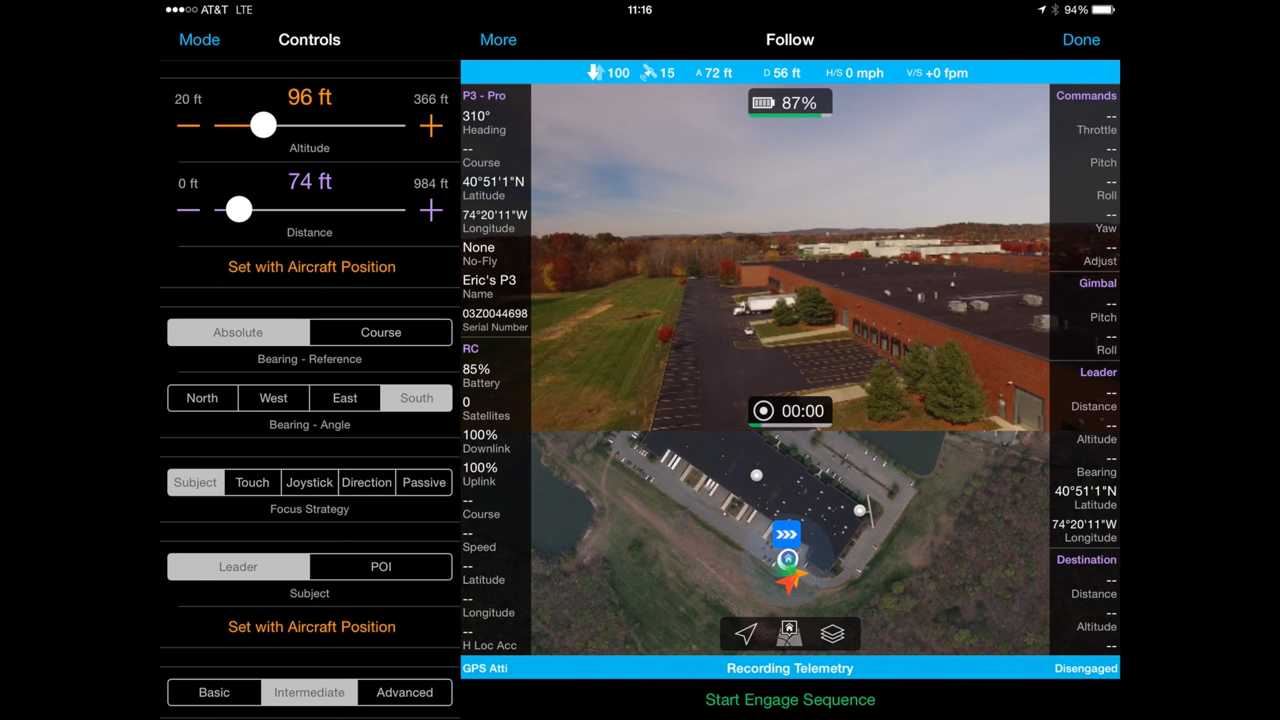 AT&T LTE
11:16
94%
Mode
Controls
More
Follow
Done
20 ft
96 ft
366 ft
Altitude
0 ft
74 ft
984 ft
Distance
Set with Aircraft Position
Absolute
Course
Bearing - Reference
North
West
East
South
Bearing - Angle
Subject
Touch
Joystick
Direction
Passive
Focus Strategy
Leader
POI
Subject
Set with Aircraft Position
Basic
Intermediate
Advanced
100
15
A 72 ft
D 56 ft
H/S 0 mph
V/S +0 fpm
P3 - Pro
310°
Heading
--
Course
40°51'1"N
Latitude
74°20'11"W
Longitude
None
No-Fly
Eric's P3
Name
03Z0044698
Serial Number
RC
85%
Battery
0
Satellites
100%
Downlink
100%
Uplink
--
Course
--
Speed
--
Latitude
--
Longitude
--
H Loc Acc
87%
00:00
Commands
--
Throttle
--
Pitch
--
Roll
--
Yaw
--
Adjust
Gimbal
--
Pitch
--
Roll
Leader
--
Distance
--
Altitude
--
Bearing
40°51'1"N
Latitude
74°20'11"W
Longitude
Destination
--
Distance
--
Altitude
--
GPS Atti
Recording Telemetry
Disengaged
Start Engage Sequence